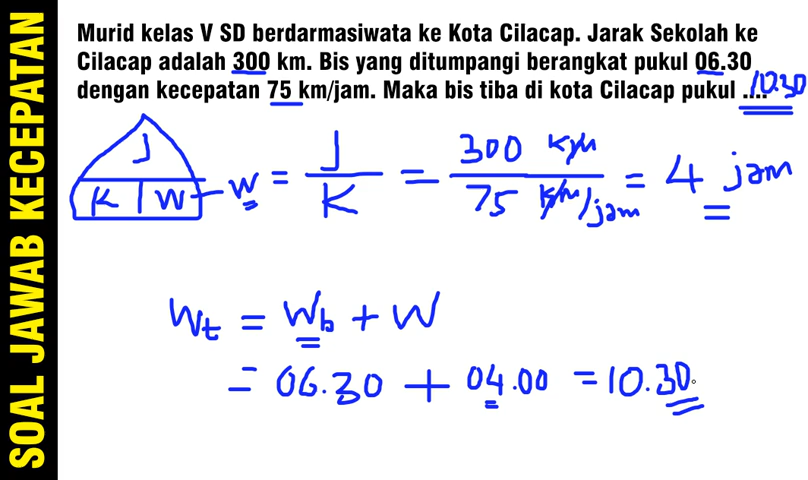 SOAL JAWAB KECEPATAN
Murid kelas V SD berdarmasiwata ke Kota Cilacap. Jarak Sekolah ke
Cilacap adalah 300 km. Bis yang ditumpangi berangkat pukul 06.30
dengan kecepatan 75 km/jam. Maka bis tiba di kota Cilacap pukul .... 10.30
J
K | W
W = J / K = 300 km / 75 km/jam = 4 jam
Wt = Wb + W
= 06.30 + 04.00 = 10.30.